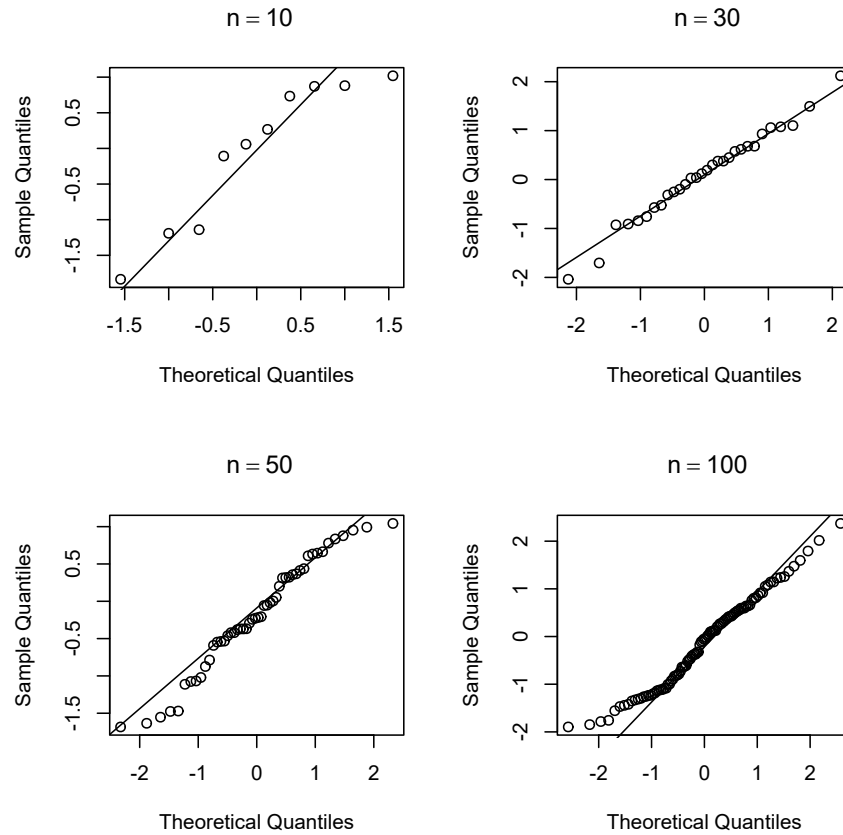 n = 10
Sample Quantiles
-1.5 -0.5 0.5
-1.5 -0.5 0.5 1.5
Theoretical Quantiles
n = 30
Sample Quantiles
-2 -1 0 1 2
-2 -1 0 1 2
Theoretical Quantiles
n = 50
Sample Quantiles
-1.5 -0.5 0.5
-2 -1 0 1 2
Theoretical Quantiles
n = 100
Sample Quantiles
-2 -1 0 1 2
-2 -1 0 1 2
Theoretical Quantiles